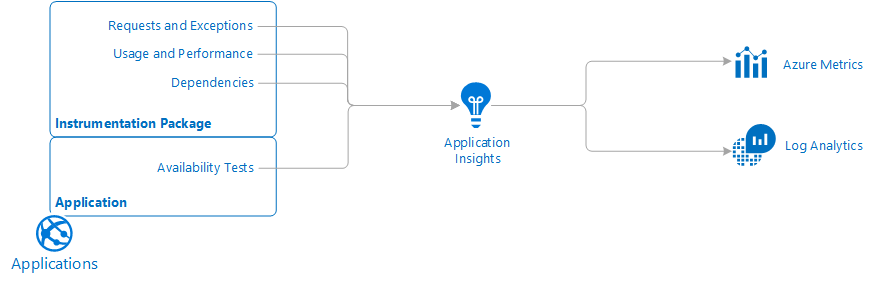 Requests and Exceptions
Usage and Performance
Dependencies
Instrumentation Package
Availability Tests
Application
Applications
Application
Insights
Azure Metrics
Log Analytics